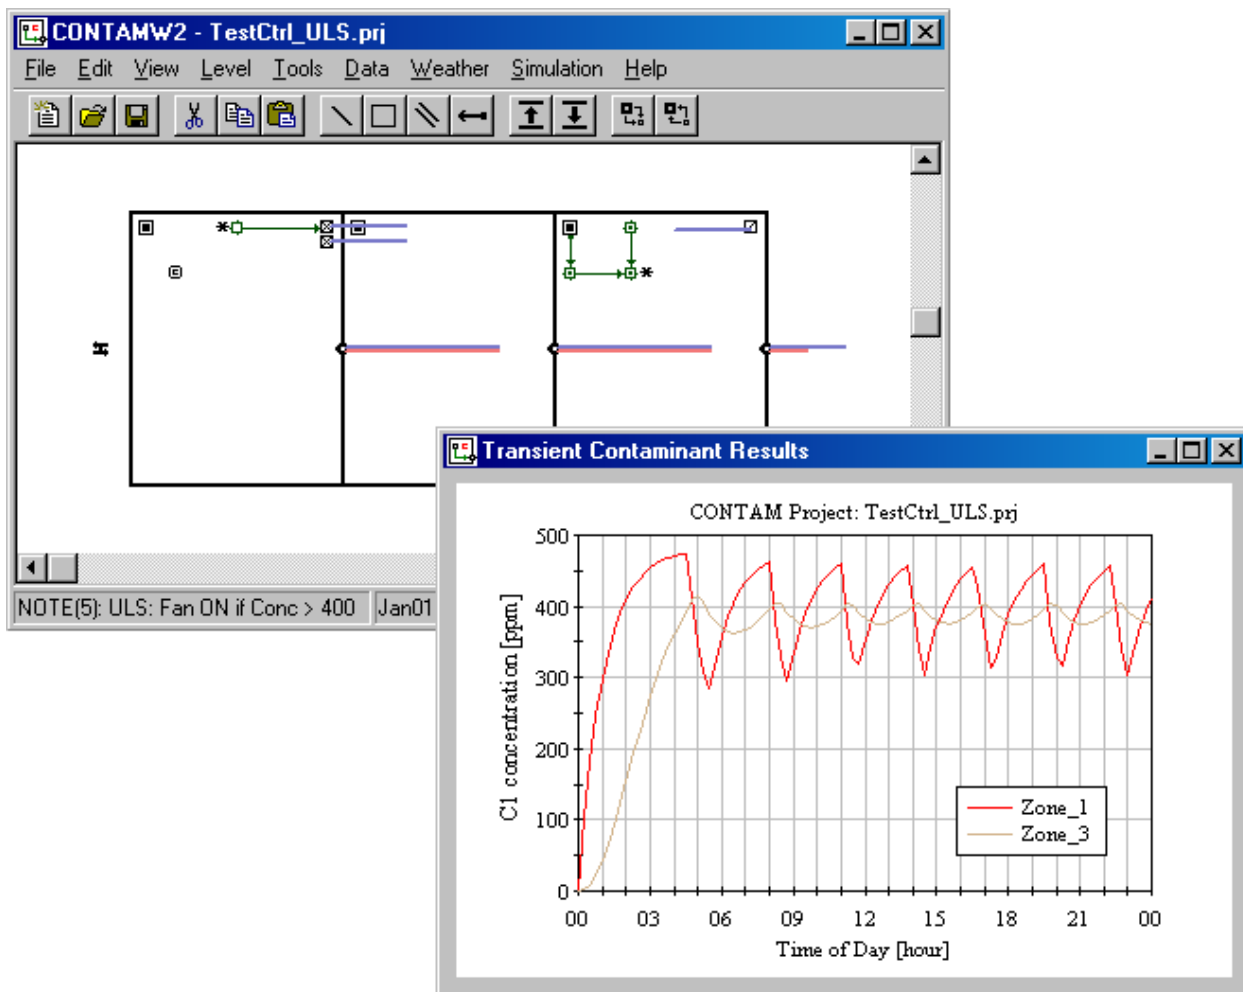 CONTAMW2 - TestCtrl_ULS.prj
File Edit View Level Tools Data Weather Simulation Help
NOTE(5): ULS: Fan ON if Conc > 400 Jan01
Transient Contaminant Results
CONTAM Project: TestCtrl_ULS.prj
500
400
300
200
100
0
C1 concentration [ppm]
Zone_1
Zone_3
00 03 06 09 12 15 18 21 00
Time of Day [hour]